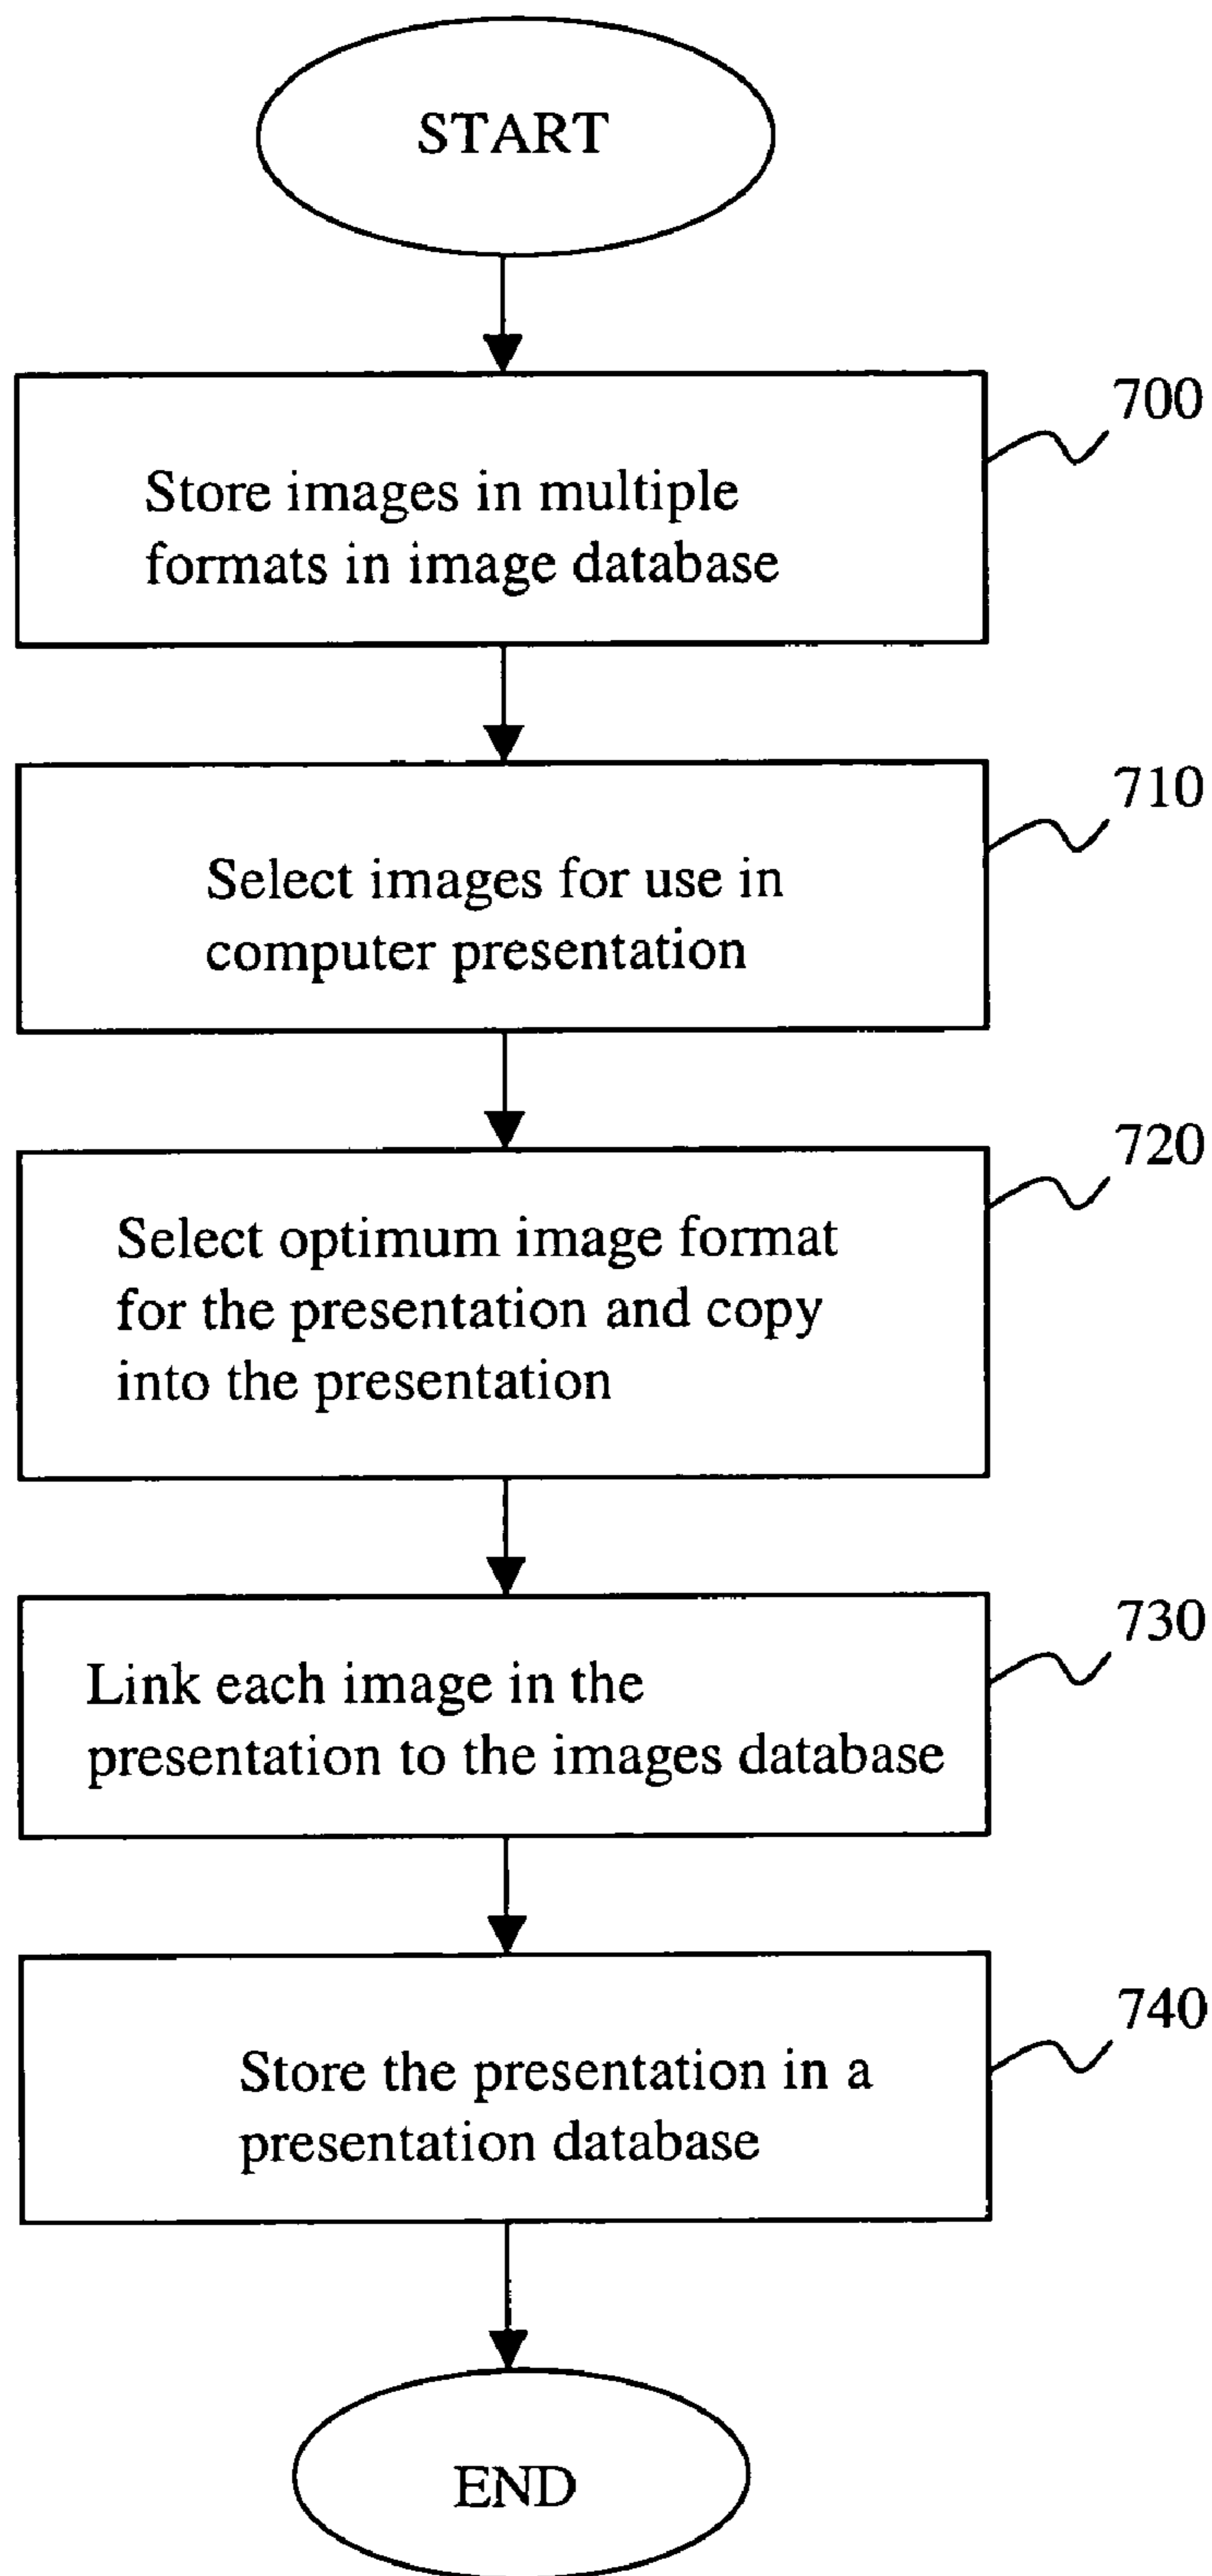 START
700
Store images in multiple
formats in image database
710
Select images for use in
computer presentation
720
Select optimum image format
for the presentation and copy
into the presentation
730
Link each image in the
presentation to the images database
740
Store the presentation in a
presentation database
END